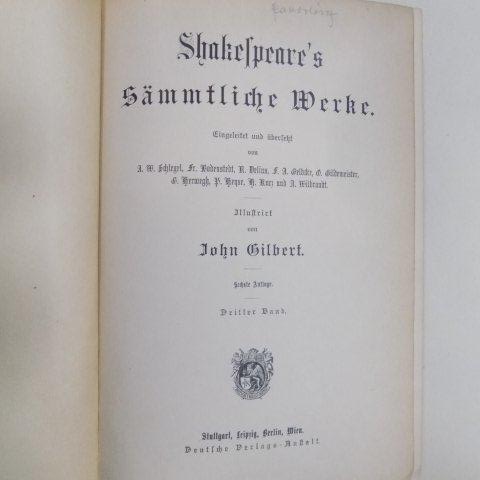 Shakespeare's
Sämmtliche Werke.
Eingeleitet und übersetzt
von
A. W. Schlegel, Fr. Bodenstedt, N. Delius, F. A. Gelbcke, O. Gildemeister,
G. Herwegh, P. Heyse, H. Kurz und A. Wilbrandt.
Illustrirt
von
John Gilbert.
Sechste Auflage.
Dritter Band.
Stuttgart, Leipzig, Berlin, Wien.
Deutsche Verlags-Anstalt.